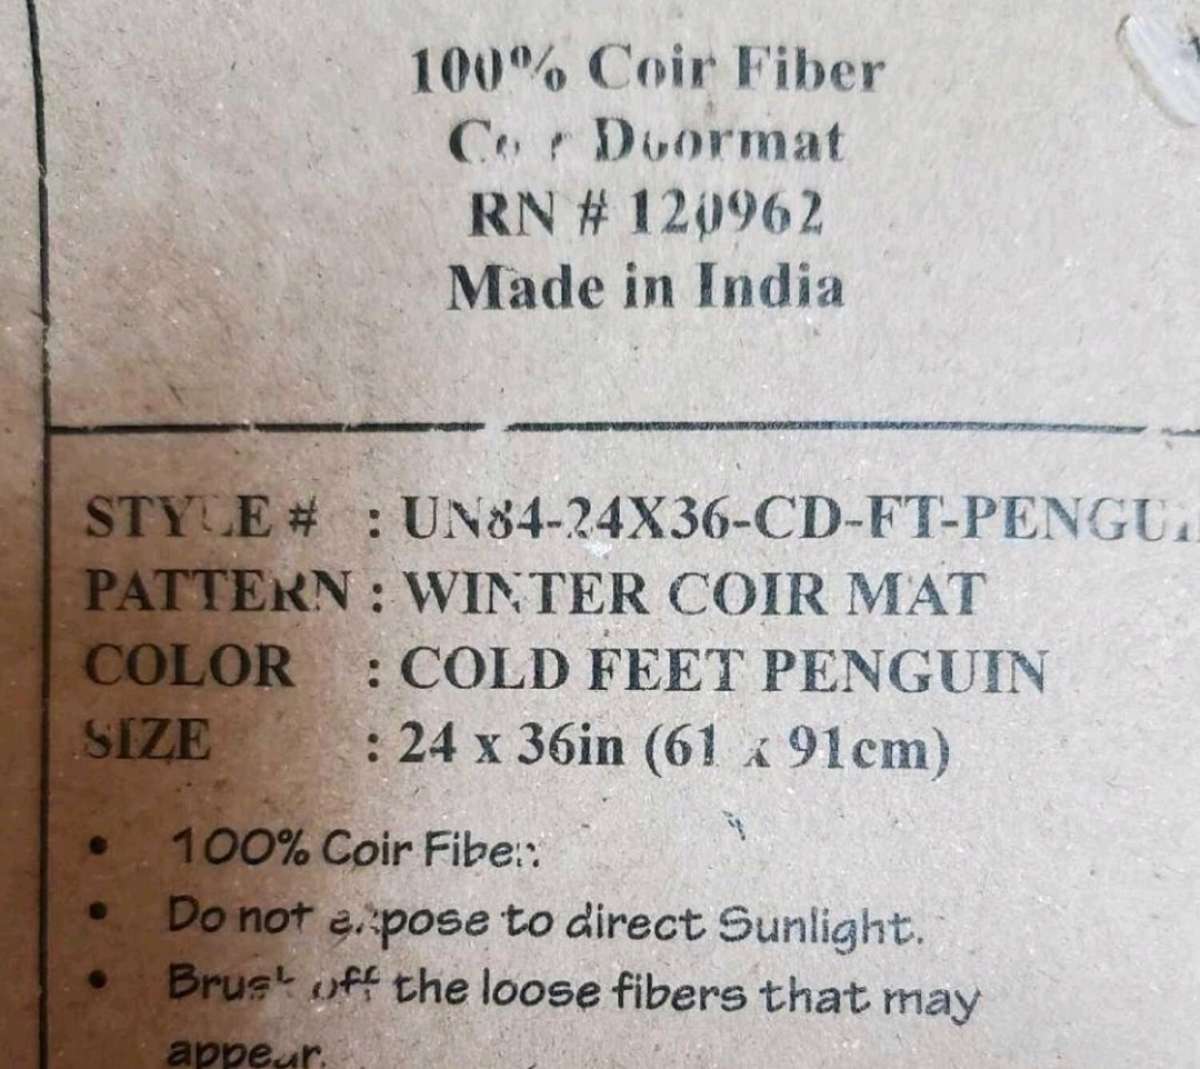 100% Coir Fiber
Coir Doormat
RN # 120962
Made in India
STYLE # : UN84-24X36-CD-FT-PENGUI
PATTERN : WINTER COIR MAT
COLOR : COLD FEET PENGUIN
SIZE : 24 x 36in (61 x 91cm)
• 100% Coir Fiber.
• Do not expose to direct Sunlight.
• Brush off the loose fibers that may
appear.